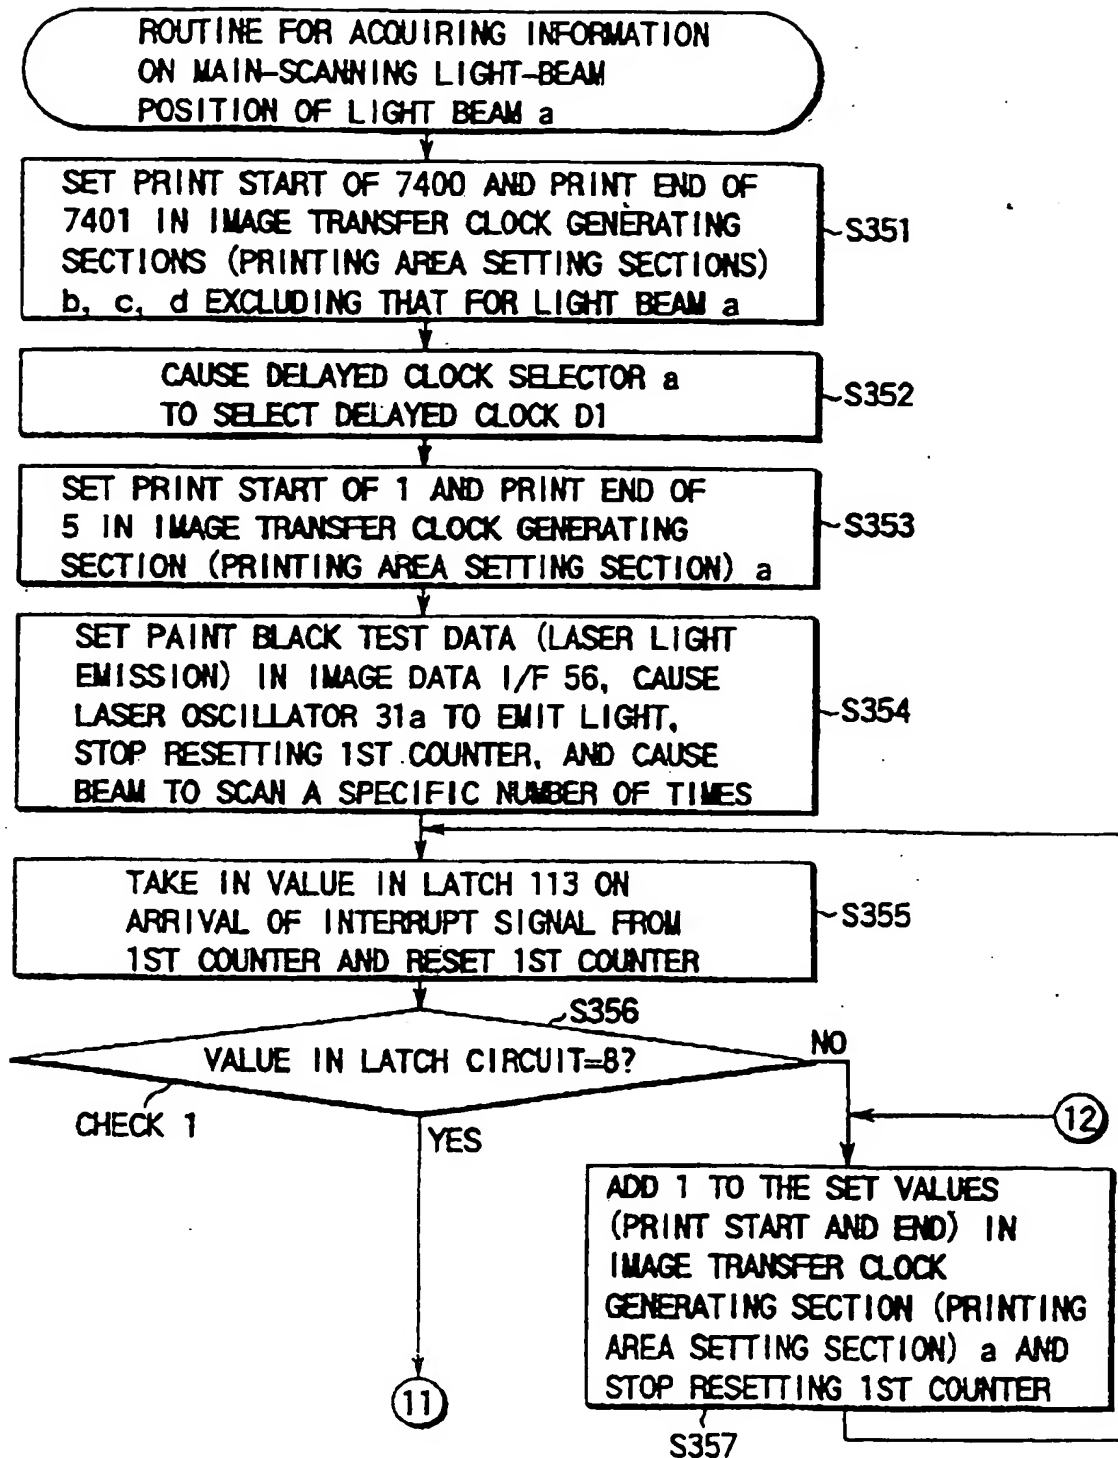 ROUTINE FOR ACQUIRING INFORMATION
ON MAIN-SCANNING LIGHT-BEAM
POSITION OF LIGHT BEAM a
SET PRINT START OF 7400 AND PRINT END OF
7401 IN IMAGE TRANSFER CLOCK GENERATING
SECTIONS (PRINTING AREA SETTING SECTIONS)
b, c, d EXCLUDING THAT FOR LIGHT BEAM a
S351
CAUSE DELAYED CLOCK SELECTOR a
TO SELECT DELAYED CLOCK D1
S352
SET PRINT START OF 1 AND PRINT END OF
5 IN IMAGE TRANSFER CLOCK GENERATING
SECTION (PRINTING AREA SETTING SECTION) a
S353
SET PAINT BLACK TEST DATA (LASER LIGHT
EMISSION) IN IMAGE DATA I/F 56, CAUSE
LASER OSCILLATOR 31a TO EMIT LIGHT,
STOP RESETTING 1ST COUNTER, AND CAUSE
BEAM TO SCAN A SPECIFIC NUMBER OF TIMES
S354
TAKE IN VALUE IN LATCH 113 ON
ARRIVAL OF INTERRUPT SIGNAL FROM
1ST COUNTER AND RESET 1ST COUNTER
S355
S356
VALUE IN LATCH CIRCUIT=8?
NO
CHECK 1
YES
12
ADD 1 TO THE SET VALUES
(PRINT START AND END) IN
IMAGE TRANSFER CLOCK
GENERATING SECTION (PRINTING
AREA SETTING SECTION) a AND
STOP RESETTING 1ST COUNTER
11
S357